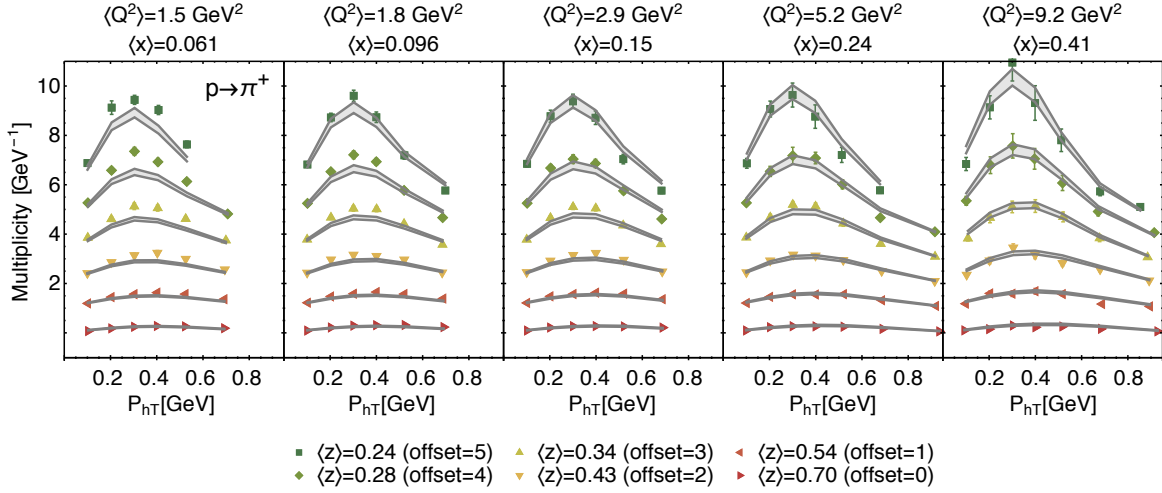 ⟨Q²⟩=1.5 GeV² ⟨Q²⟩=1.8 GeV² ⟨Q²⟩=2.9 GeV² ⟨Q²⟩=5.2 GeV² ⟨Q²⟩=9.2 GeV²
⟨x⟩=0.061 ⟨x⟩=0.096 ⟨x⟩=0.15 ⟨x⟩=0.24 ⟨x⟩=0.41
p→π⁺
Multiplicity [GeV⁻¹]
10
8
6
4
2
0.2 0.4 0.6 0.8 0.2 0.4 0.6 0.8 0.2 0.4 0.6 0.8 0.2 0.4 0.6 0.8 0.2 0.4 0.6 0.8
P_hT[GeV] P_hT[GeV] P_hT[GeV] P_hT[GeV] P_hT[GeV]
⟨z⟩=0.24 (offset=5) ⟨z⟩=0.34 (offset=3) ⟨z⟩=0.54 (offset=1)
⟨z⟩=0.28 (offset=4) ⟨z⟩=0.43 (offset=2) ⟨z⟩=0.70 (offset=0)